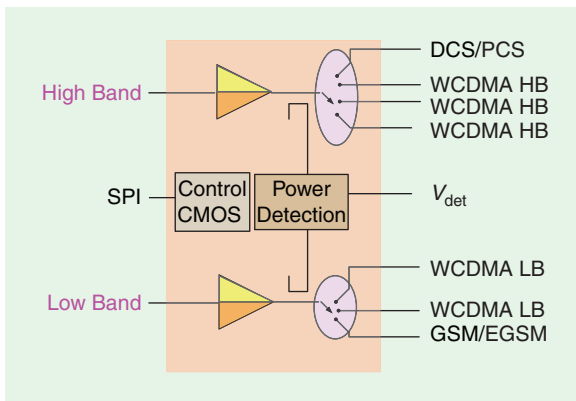 DCS/PCS
High Band
WCDMA HB
WCDMA HB
WCDMA HB
SPI
Control
CMOS
Power
Detection
Vdet
WCDMA LB
Low Band
WCDMA LB
GSM/EGSM